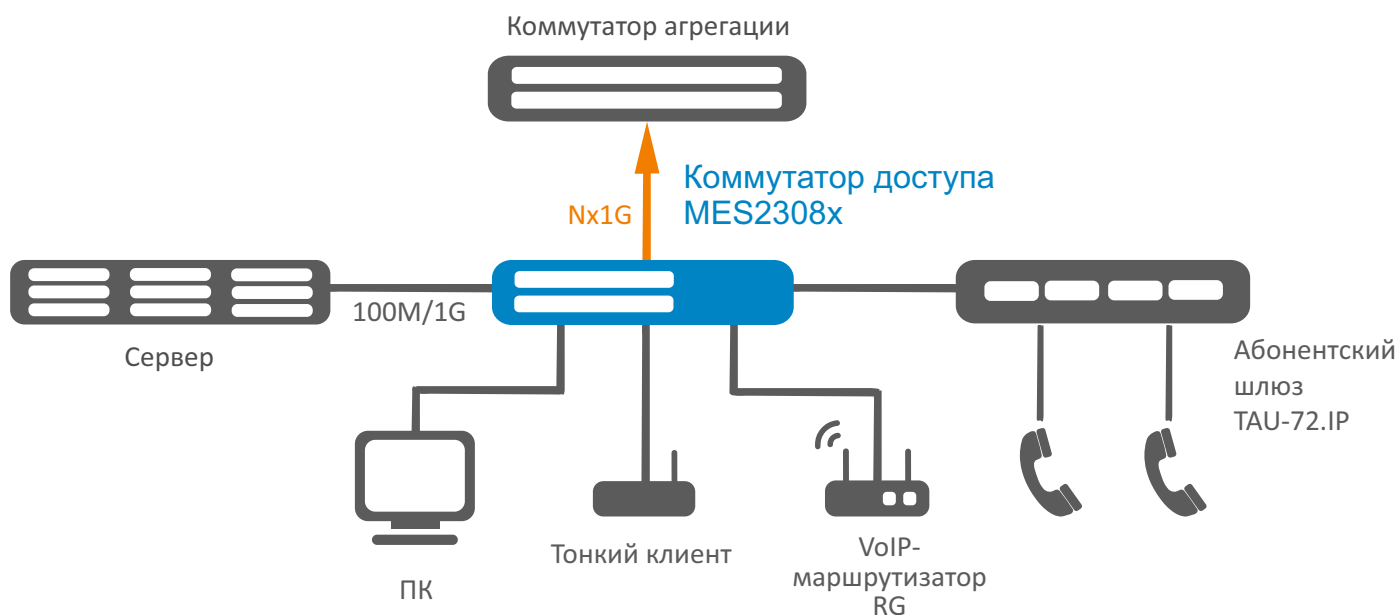 Коммутатор агрегации
Коммутатор доступа
MES2308x
Nx1G
100M/1G
Сервер
Абонентский
шлюз
TAU-72.IP
ПК
Тонкий клиент
VoIP-
маршрутизатор
RG